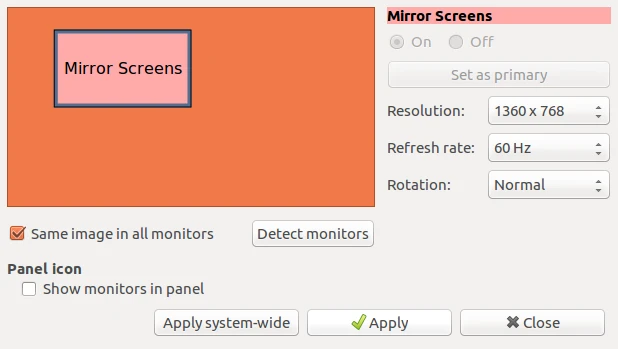 Mirror Screens
Mirror Screens
On Off
Set as primary
Resolution: 1360 x 768
Refresh rate: 60 Hz
Rotation: Normal
Same image in all monitors
Detect monitors
Panel icon
Show monitors in panel
Apply system-wide
Apply
Close